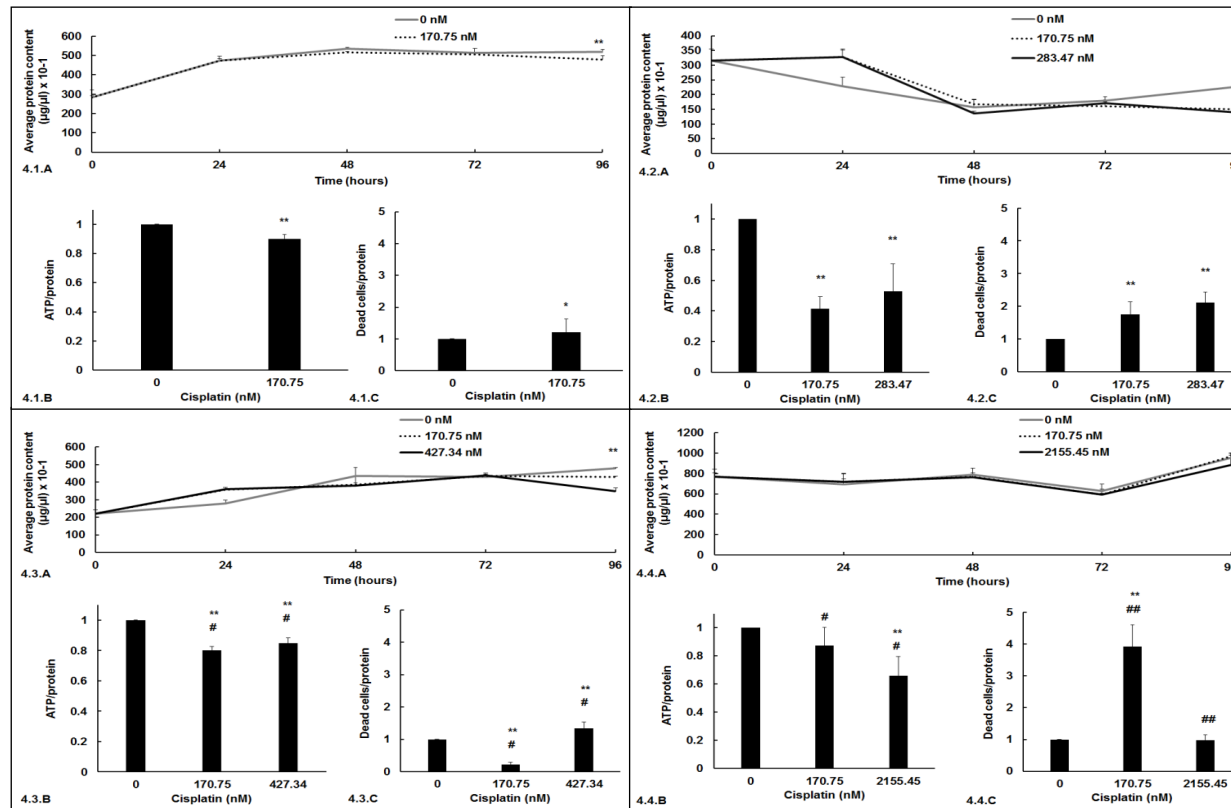 0 nM
170.75 nM
Average protein content
(µg/µl) x 10-1
600
500
400
300
200
100
0
**
0
24
48
72
96
Time (hours)
4.1.A
ATP/protein
1
0.8
0.6
0.4
0.2
0
**
0
170.75
Cisplatin (nM)
4.1.B
Dead cells/protein
5
4
3
2
1
0
*
0
170.75
Cisplatin (nM)
4.1.C
0 nM
170.75 nM
283.47 nM
Average protein content
(µg/µl) x 10-1
400
350
300
250
200
150
100
50
0
0
24
48
72
9
Time (hours)
4.2.A
ATP/protein
1
0.8
0.6
0.4
0.2
0
**
**
0
170.75
283.47
Cisplatin (nM)
4.2.B
Dead cells/protein
5
4
3
2
1
0
**
**
0
170.75
283.47
Cisplatin (nM)
4.2.C
0 nM
170.75 nM
427.34 nM
Average protein content
(µg/µl) x 10-1
600
500
400
300
200
100
0
**
0
24
48
72
96
Time (hours)
4.3.A
ATP/protein
1
0.8
0.6
0.4
0.2
0
**
#
**
#
0
170.75
427.34
Cisplatin (nM)
4.3.B
Dead cells/protein
5
4
3
2
1
0
**
#
**
#
0
170.75
427.34
Cisplatin (nM)
4.3.C
0 nM
170.75 nM
2155.45 nM
Average protein content
(µg/µl) x 10-1
1200
1000
800
600
400
200
0
0
24
48
72
9
Time (hours)
4.4.A
ATP/protein
1
0.8
0.6
0.4
0.2
0
#
**
#
0
170.75
2155.45
Cisplatin (nM)
4.4.B
Dead cells/protein
5
4
3
2
1
0
**
##
##
0
170.75
2155.45
Cisplatin (nM)
4.4.C